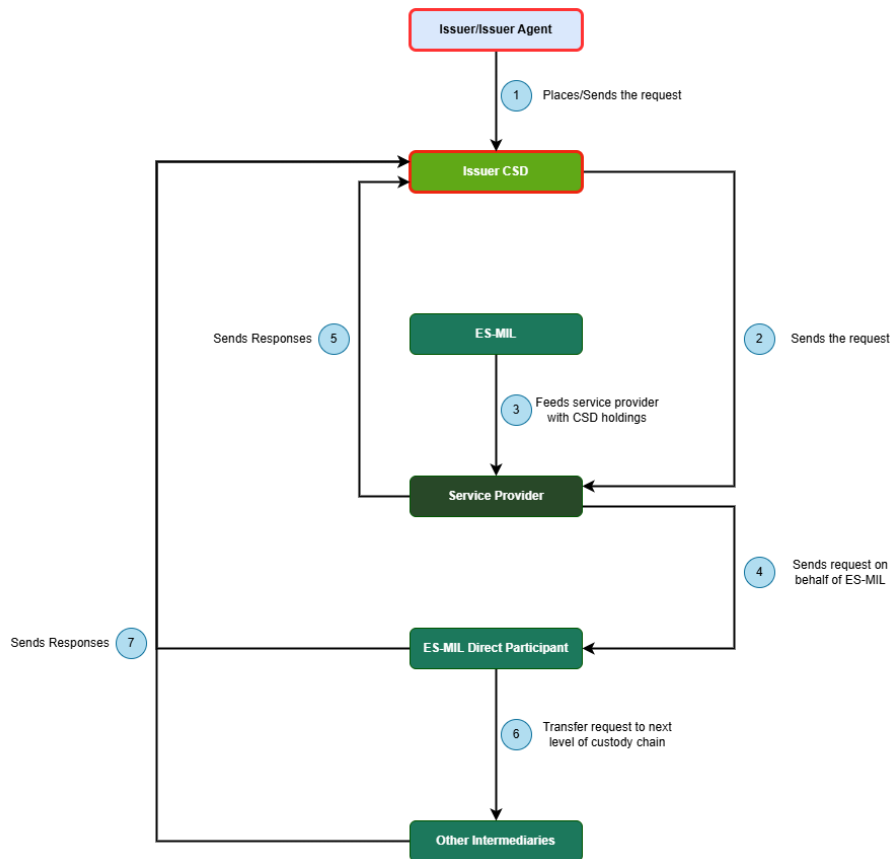 Issuer/Issuer Agent
1
Places/Sends the request
Issuer CSD
Sends Responses
5
ES-MIL
2
Sends the request
3
Feeds service provider
with CSD holdings
Service Provider
4
Sends request on
behalf of ES-MIL
Sends Responses
7
ES-MIL Direct Participant
6
Transfer request to next
level of custody chain
Other Intermediaries